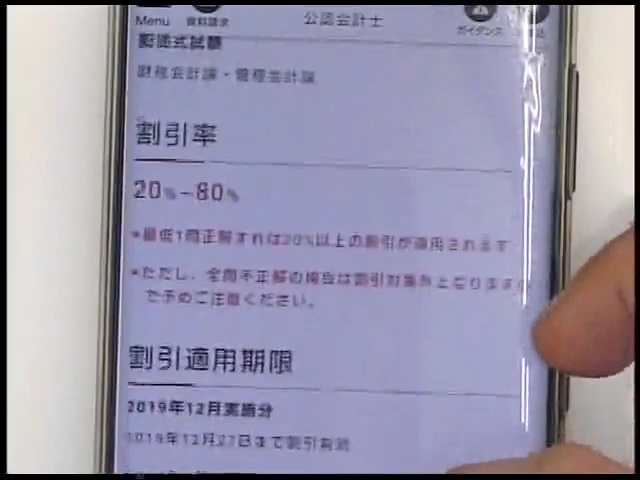 Menu 資料請求 公認会計士 ガイダンス
短答式試験
財務会計論・管理会計論
割引率
20%~80%
*最低1問正解すれば20%以上の割引が適用されます
*ただし、全問不正解の場合は割引対象外となります
た予めご注意ください。
割引適用期限
2019年12月実施分
2019年12月27日まで割引有効